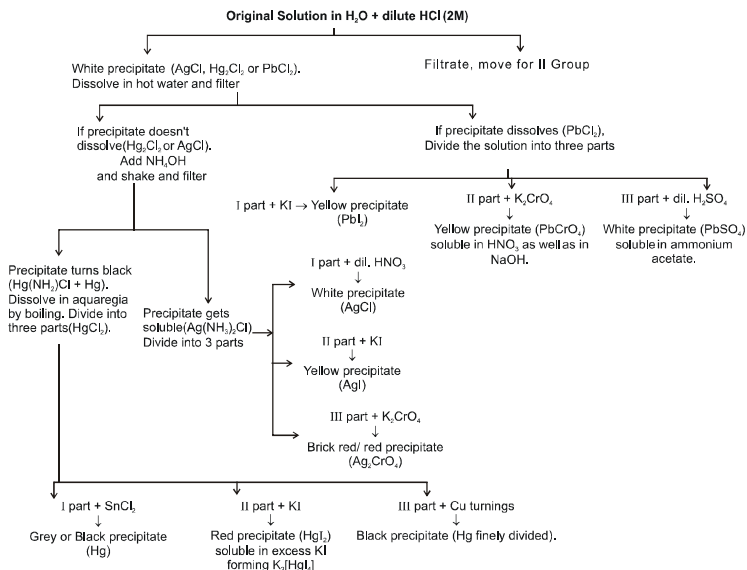 Original Solution in H₂O + dilute HCl (2M)
White precipitate (AgCl, Hg₂Cl₂ or PbCl₂).
Dissolve in hot water and filter
Filtrate, move for II Group
If precipitate doesn't
dissolve(Hg₂Cl₂ or AgCl).
Add NH₄OH
and shake and filter
If precipitate dissolves (PbCl₂),
Divide the solution into three parts
I part + KI → Yellow precipitate
(PbI₂)
II part + K₂CrO₄
↓
Yellow precipitate (PbCrO₄)
soluble in HNO₃ as well as in
NaOH.
III part + dil. H₂SO₄
↓
White precipitate (PbSO₄)
soluble in ammonium
acetate.
Precipitate turns black
(Hg(NH₂)Cl + Hg).
Dissolve in aquaregia
by boiling. Divide into
three parts(HgCl₂).
Precipitate gets
soluble(Ag(NH₃)₂Cl)
Divide into 3 parts
I part + dil. HNO₃
↓
White precipitate
(AgCl)
II part + KI
↓
Yellow precipitate
(AgI)
III part + K₂CrO₄
↓
Brick red/ red precipitate
(Ag₂CrO₄)
I part + SnCl₂
↓
Grey or Black precipitate
(Hg)
II part + KI
↓
Red precipitate (HgI₂)
soluble in excess KI
forming K₂[HgI₄]
III part + Cu turnings
↓
Black precipitate (Hg finely divided).